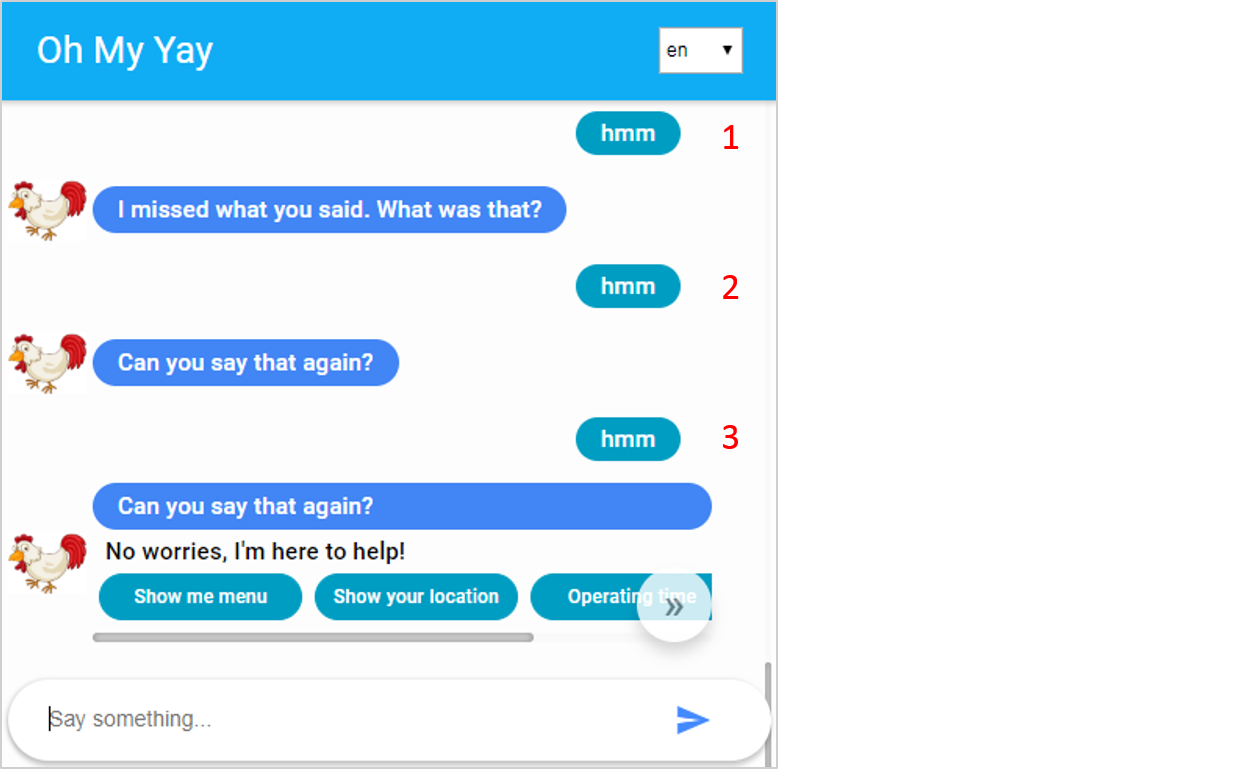 Oh My Yay
en
hmm 1
I missed what you said. What was that?
hmm 2
Can you say that again?
hmm 3
Can you say that again?
No worries, I'm here to help!
Show me menu Show your location Operating time
»
Say something...